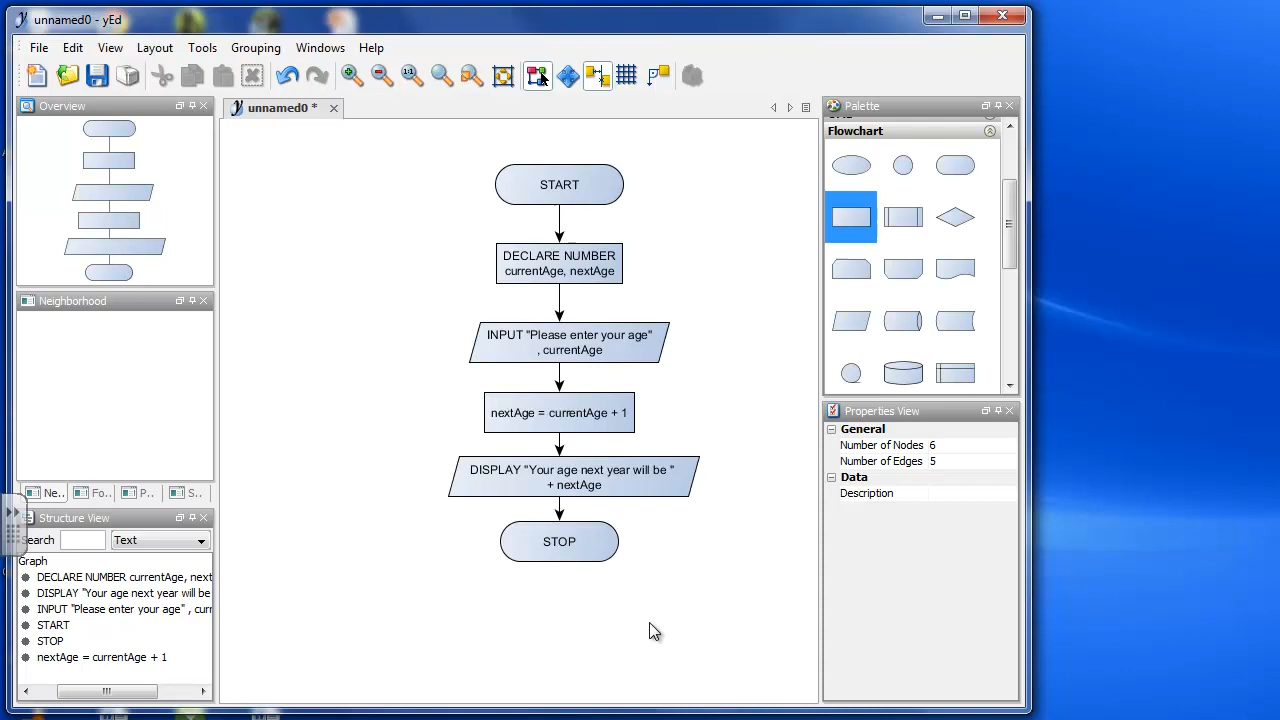 unnamed0 - yEd
File Edit View Layout Tools Grouping Windows Help
Overview
unnamed0 *
Palette
Flowchart
START
DECLARE NUMBER
currentAge, nextAge
INPUT "Please enter your age"
, currentAge
nextAge = currentAge + 1
DISPLAY "Your age next year will be "
+ nextAge
STOP
Neighborhood
Ne... Fo... P... S..
Structure View
Search Text
Graph
DECLARE NUMBER currentAge, next
DISPLAY "Your age next year will be
INPUT "Please enter your age" , curr
START
STOP
nextAge = currentAge + 1
Properties View
General
Number of Nodes 6
Number of Edges 5
Data
Description